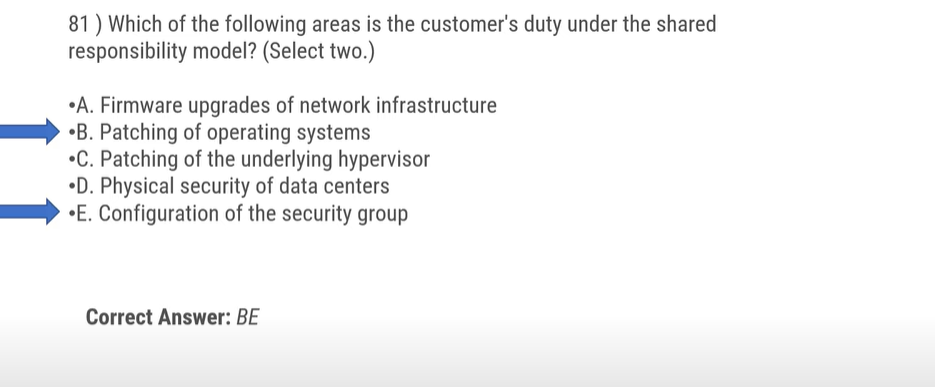 81 ) Which of the following areas is the customer's duty under the shared
responsibility model? (Select two.)
•A. Firmware upgrades of network infrastructure
•B. Patching of operating systems
•C. Patching of the underlying hypervisor
•D. Physical security of data centers
•E. Configuration of the security group
Correct Answer: BE